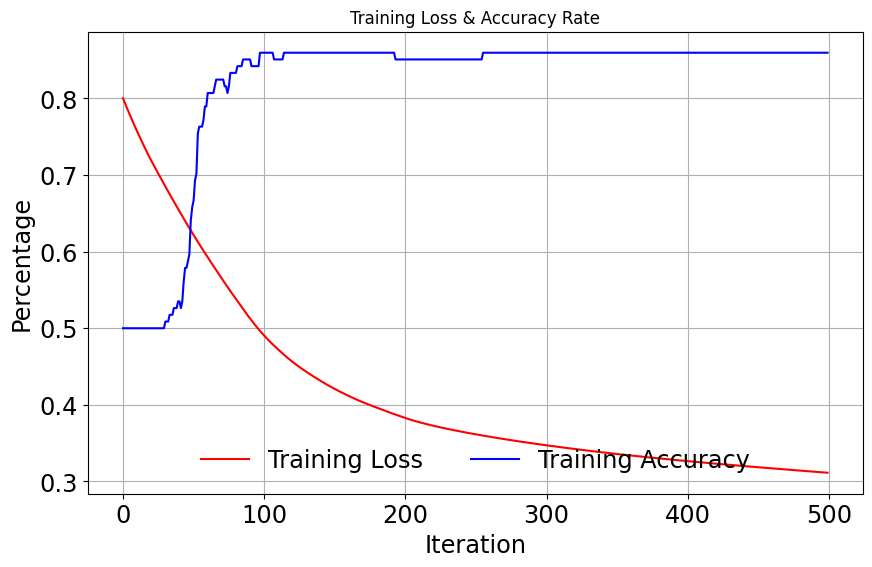 Training Loss & Accuracy Rate
Percentage
0.8
0.7
0.6
0.5
0.4
0.3
Training Loss
Training Accuracy
0 100 200 300 400 500
Iteration